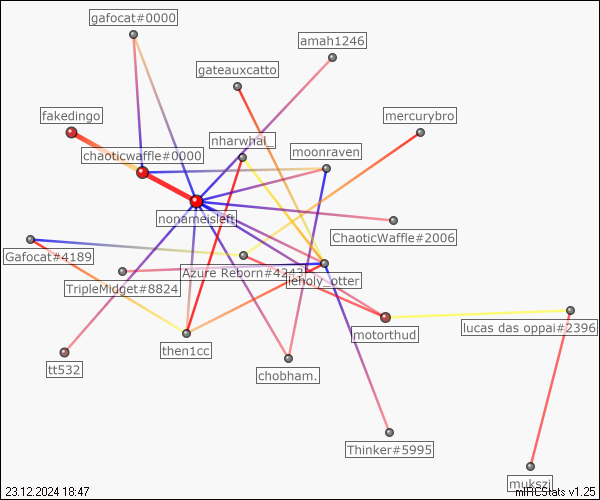 gafocat#0000
amah1246
gateauxcatto
fakedingo
mercurybro
nharwhal_
chaoticwaffle#0000
moonraven
nonameisleft
ChaoticWaffle#2006
Gafocat#4189
Azure Reborn#4243
leholy_otter
TripleMidget#8824
motorthud
lucas das oppai#2396
then1cc
tt532
chobham.
Thinker#5995
mukszi
23.12.2024 18:47
mIRCStats v1.25